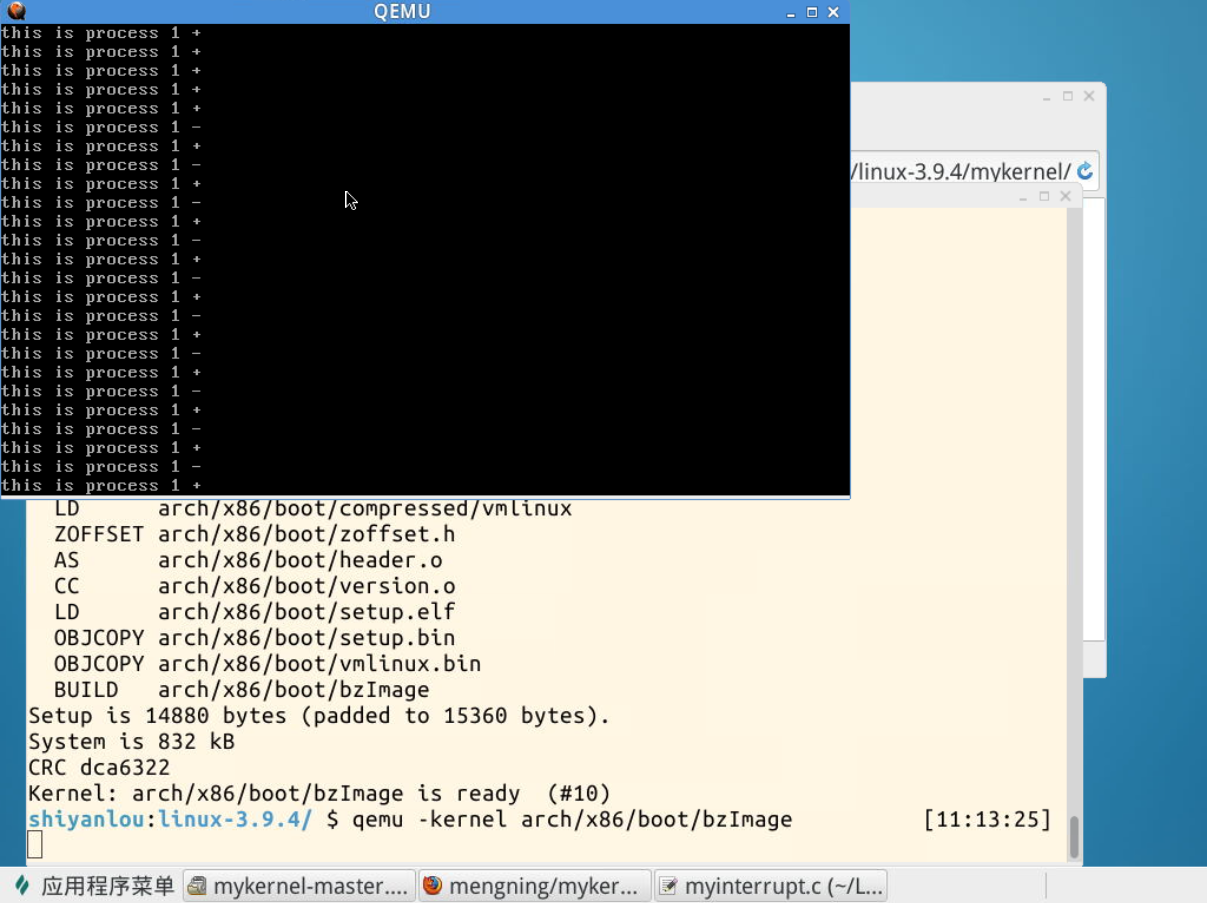 QEMU
this is process 1 +
this is process 1 +
this is process 1 +
this is process 1 +
this is process 1 +
this is process 1 -
this is process 1 +
this is process 1 -
this is process 1 +
this is process 1 -
this is process 1 +
this is process 1 -
this is process 1 +
this is process 1 -
this is process 1 +
this is process 1 -
this is process 1 +
this is process 1 -
this is process 1 +
this is process 1 -
this is process 1 +
this is process 1 -
this is process 1 +
this is process 1 -
this is process 1 +
/linux-3.9.4/mykernel/
LD arch/x86/boot/compressed/vmlinux
ZOFFSET arch/x86/boot/zoffset.h
AS arch/x86/boot/header.o
CC arch/x86/boot/version.o
LD arch/x86/boot/setup.elf
OBJCOPY arch/x86/boot/setup.bin
OBJCOPY arch/x86/boot/vmlinux.bin
BUILD arch/x86/boot/bzImage
Setup is 14880 bytes (padded to 15360 bytes).
System is 832 kB
CRC dca6322
Kernel: arch/x86/boot/bzImage is ready (#10)
shiyanlou:linux-3.9.4/ $ qemu -kernel arch/x86/boot/bzImage [11:13:25]
应用程序菜单 mykernel-master.... mengning/myker... myinterrupt.c (~/L...